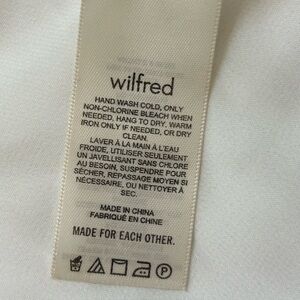 wilfred
HAND WASH COLD, ONLY
NON-CHLORINE BLEACH WHEN
NEEDED, HANG TO DRY. WARM
IRON ONLY IF NEEDED, OR DRY
CLEAN.
LAVER À LA MAIN À L'EAU
FROIDE, UTILISER SEULEMENT
UN JAVELLISANT SANS CHLORE
AU BESOIN, SUSPENDRE POUR
SÉCHER, REPASSAGE MOYEN SI
NÉCESSAIRE, OU NETTOYER À
SEC.
MADE IN CHINA
FABRIQUÉ EN CHINE
MADE FOR EACH OTHER.
P